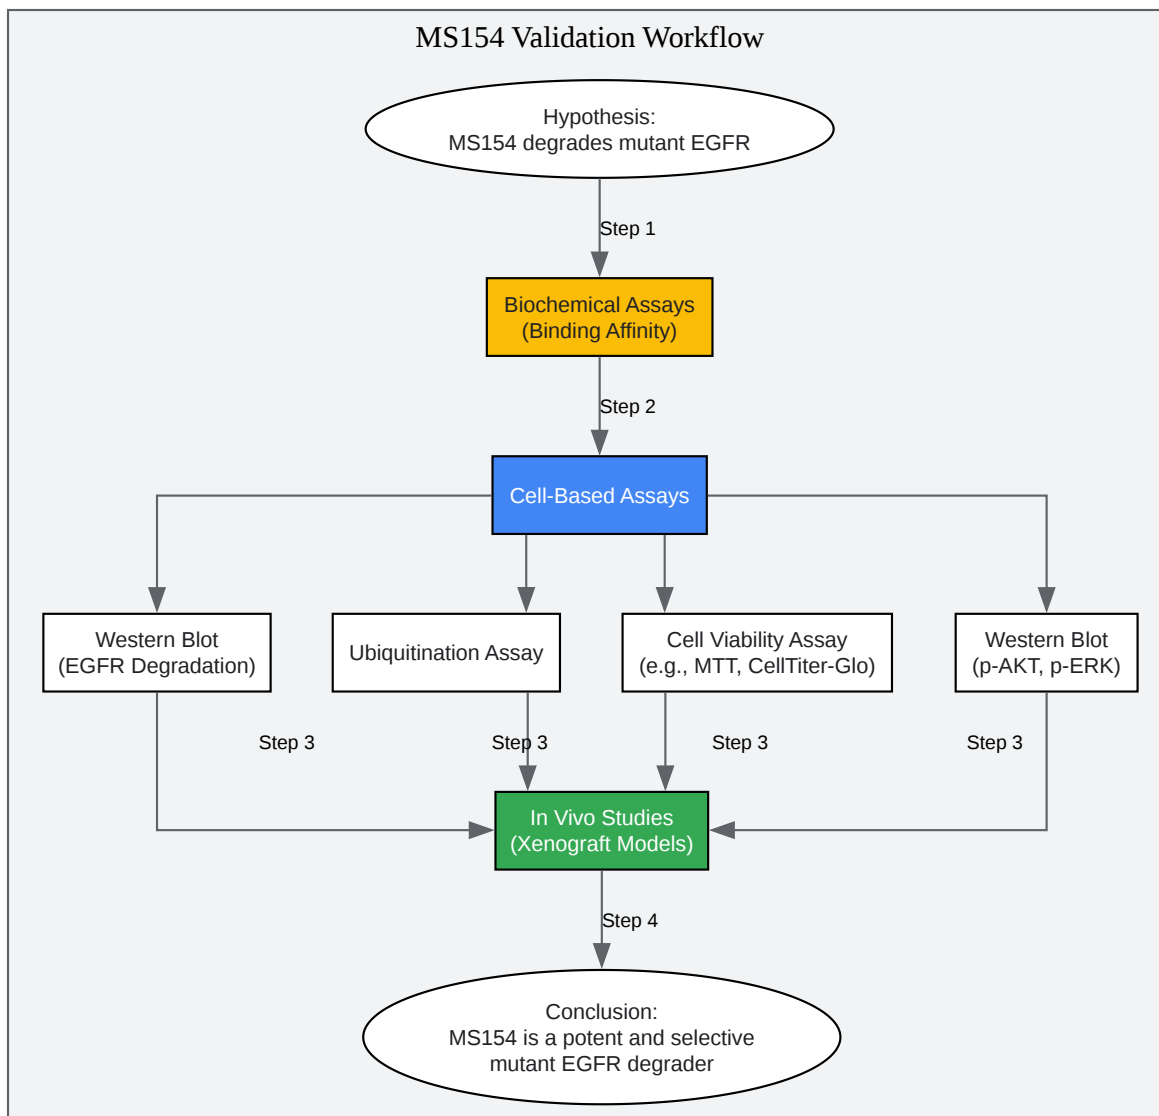 MS154 Validation Workflow
Hypothesis:
MS154 degrades mutant EGFR
Step 1
Biochemical Assays
(Binding Affinity)
Step 2
Cell-Based Assays
Western Blot
(EGFR Degradation)
Ubiquitination Assay
Cell Viability Assay
(e.g., MTT, CellTiter-Glo)
Western Blot
(p-AKT, p-ERK)
Step 3
Step 3
Step 3
Step 3
In Vivo Studies
(Xenograft Models)
Step 4
Conclusion:
MS154 is a potent and selective
mutant EGFR degrader